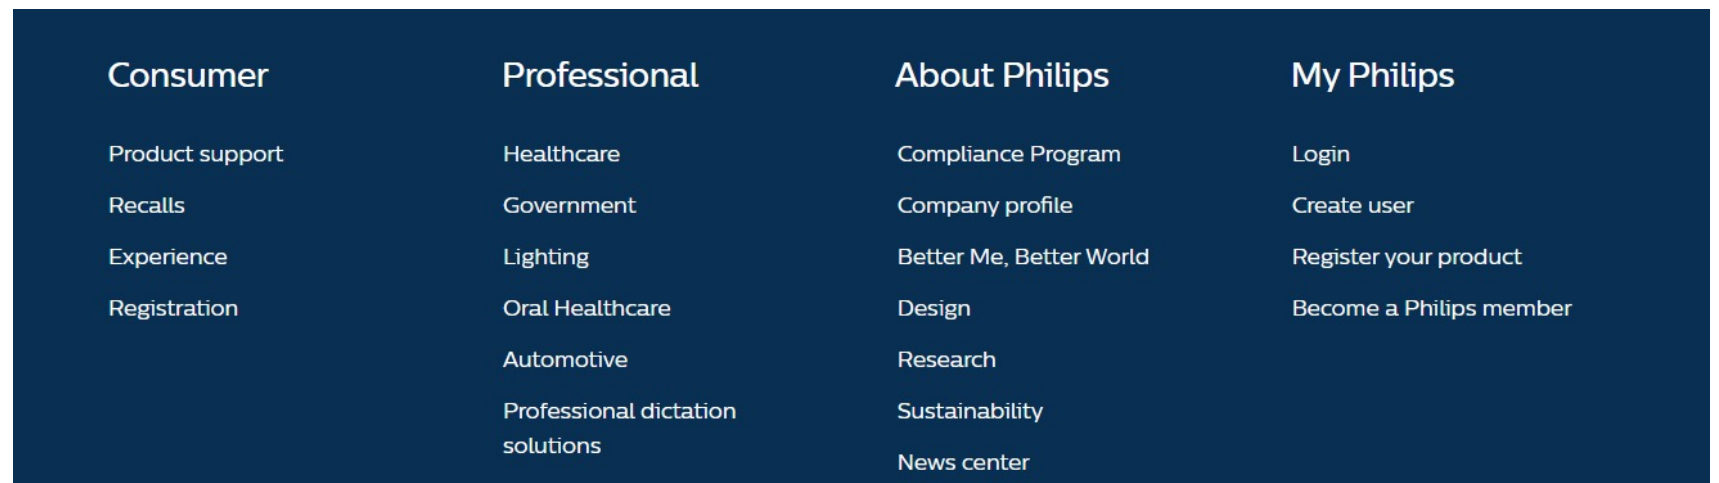 Consumer
Product support
Recalls
Experience
Registration
Professional
Healthcare
Government
Lighting
Oral Healthcare
Automotive
Professional dictation
solutions
About Philips
Compliance Program
Company profile
Better Me, Better World
Design
Research
Sustainability
News center
My Philips
Login
Create user
Register your product
Become a Philips member